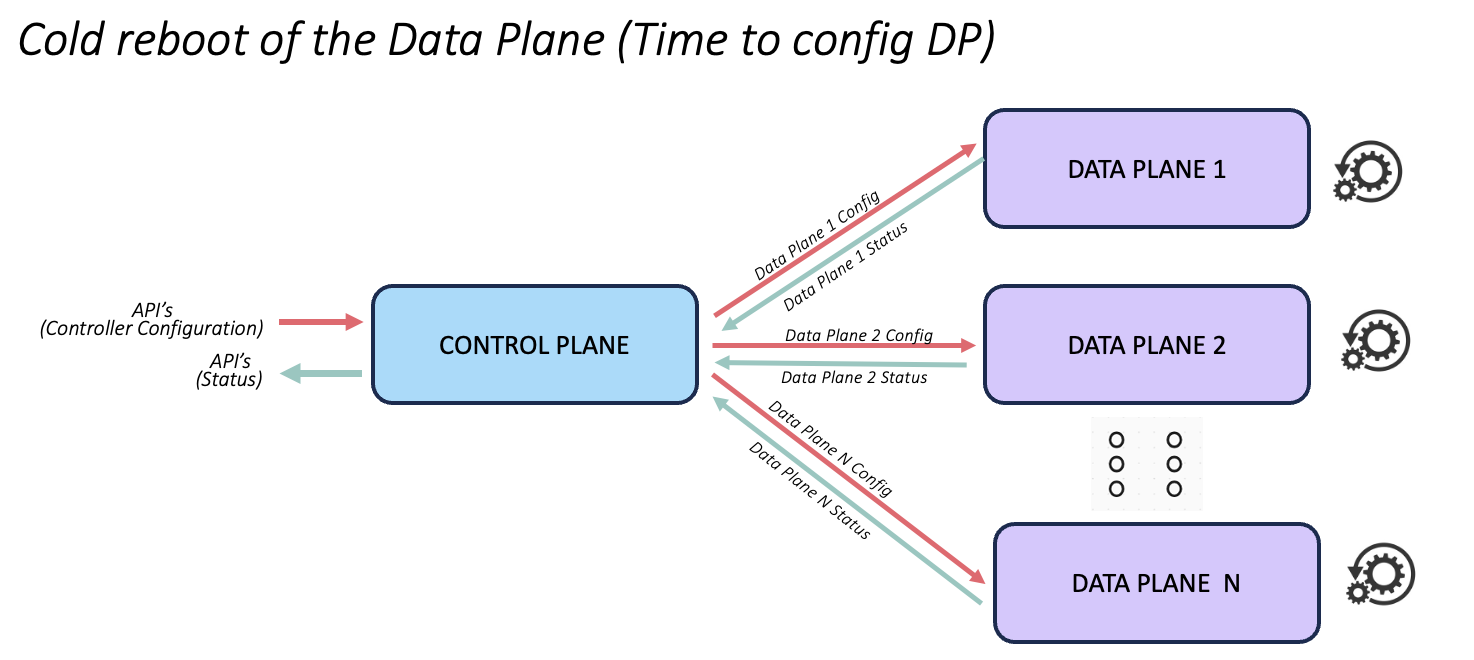 Cold reboot of the Data Plane (Time to config DP)
DATA PLANE 1
Data Plane 1 Config
Data Plane 1 Status
API's
(Controller Configuration)
API's
(Status)
CONTROL PLANE
Data Plane 2 Config
Data Plane 2 Status
DATA PLANE 2
Data Plane N Config
Data Plane N Status
DATA PLANE N